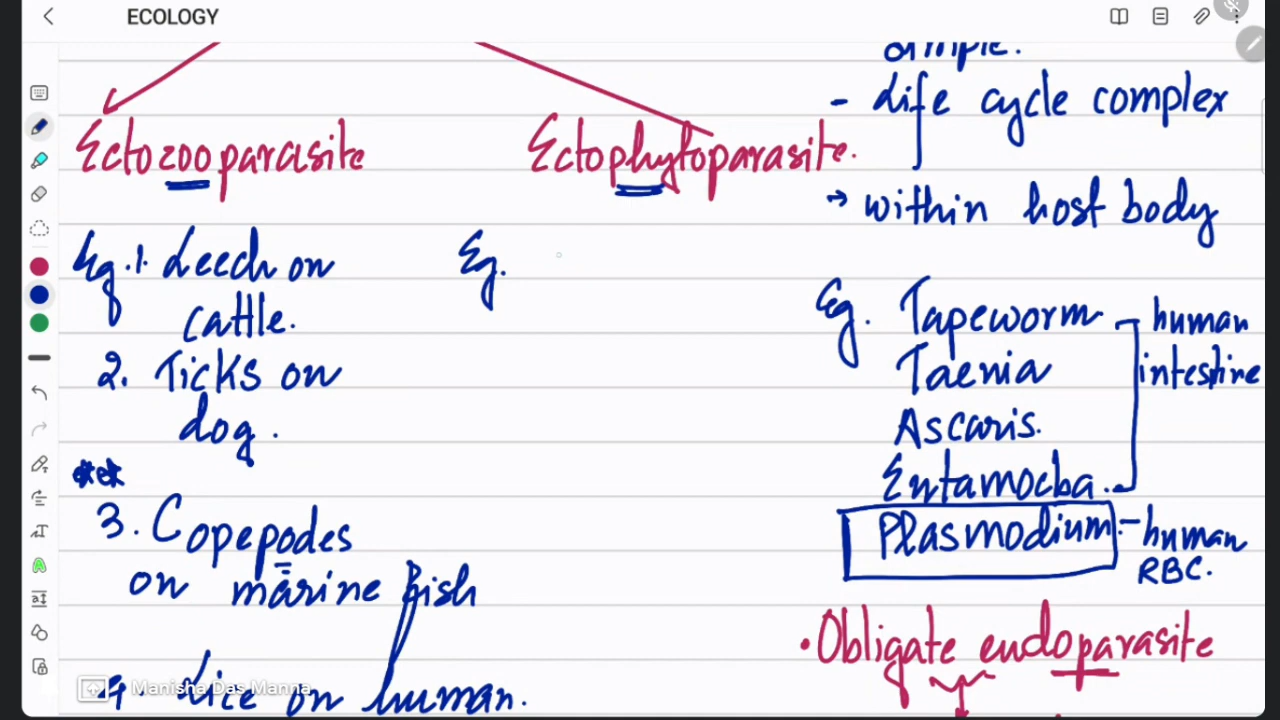 ECOLOGY
Ectozooparasite
Eg. 1. Leech on
cattle.
2. Ticks on
dog.
3. Copepodes
on marine fish
4. Lice on human.
Ectophytoparasite.
Eg.
simple.
- Life cycle complex
→ within host body
Eg. Tapeworm
Taenia
Ascaris.
Entamoeba.
human
intestine
Plasmodium - human
RBC.
• Obligate endoparasite
Manisha Das Manna